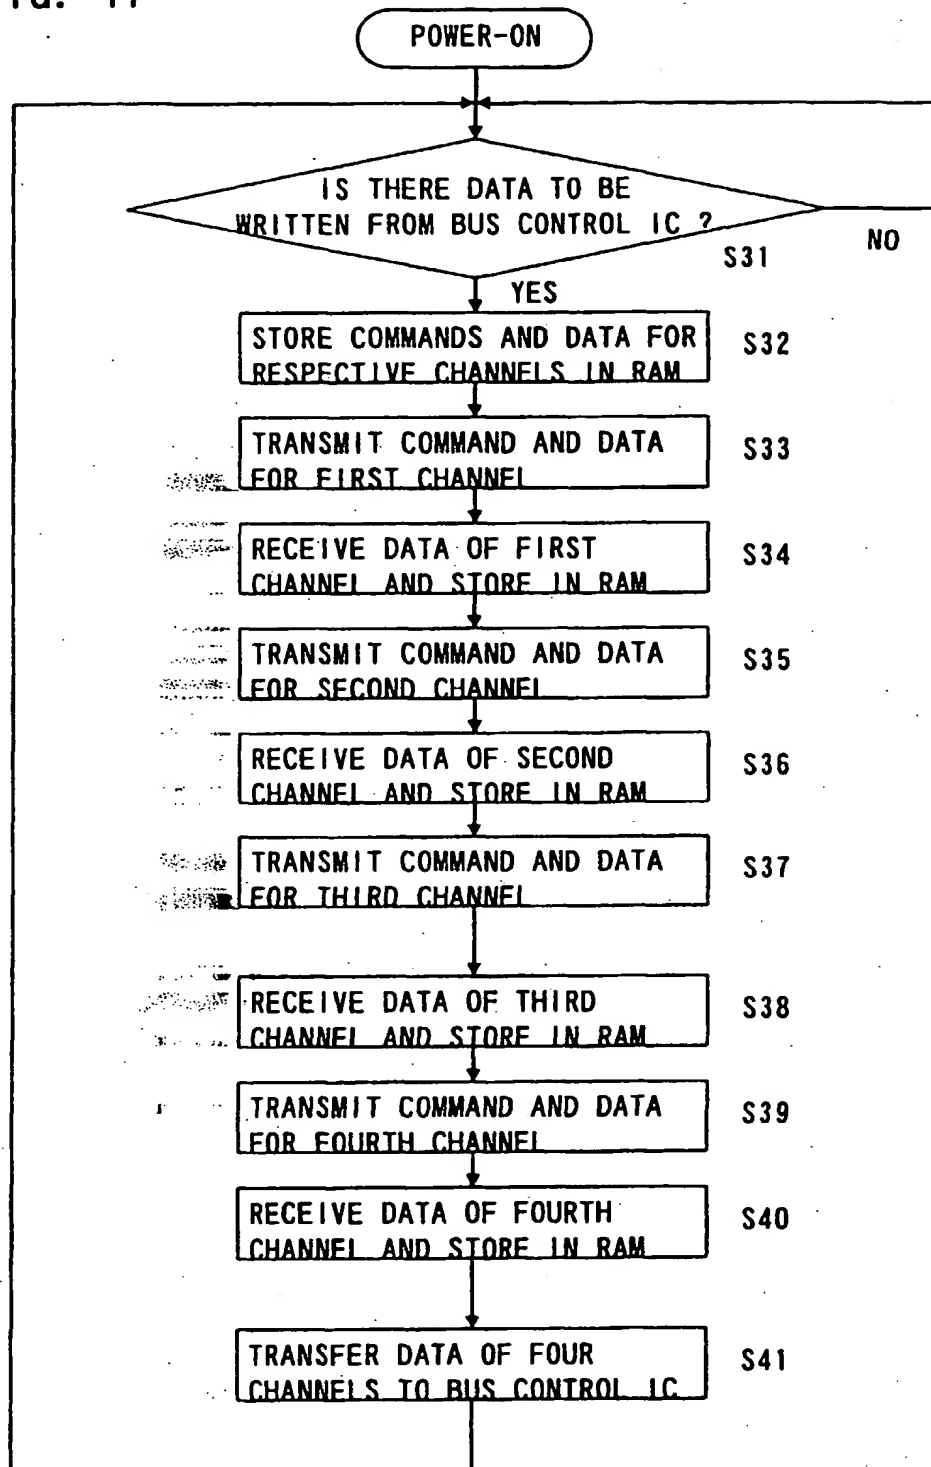 POWER-ON
IS THERE DATA TO BE
WRITTEN FROM BUS CONTROL IC ?
S31
NO
YES
STORE COMMANDS AND DATA FOR
RESPECTIVE CHANNELS IN RAM
S32
TRANSMIT COMMAND AND DATA
FOR FIRST CHANNEL
S33
RECEIVE DATA OF FIRST
CHANNEL AND STORE IN RAM
S34
TRANSMIT COMMAND AND DATA
FOR SECOND CHANNEL
S35
RECEIVE DATA OF SECOND
CHANNEL AND STORE IN RAM
S36
TRANSMIT COMMAND AND DATA
FOR THIRD CHANNEL
S37
RECEIVE DATA OF THIRD
CHANNEL AND STORE IN RAM
S38
TRANSMIT COMMAND AND DATA
FOR FOURTH CHANNEL
S39
RECEIVE DATA OF FOURTH
CHANNEL AND STORE IN RAM
S40
TRANSFER DATA OF FOUR
CHANNELS TO BUS CONTROL IC
S41